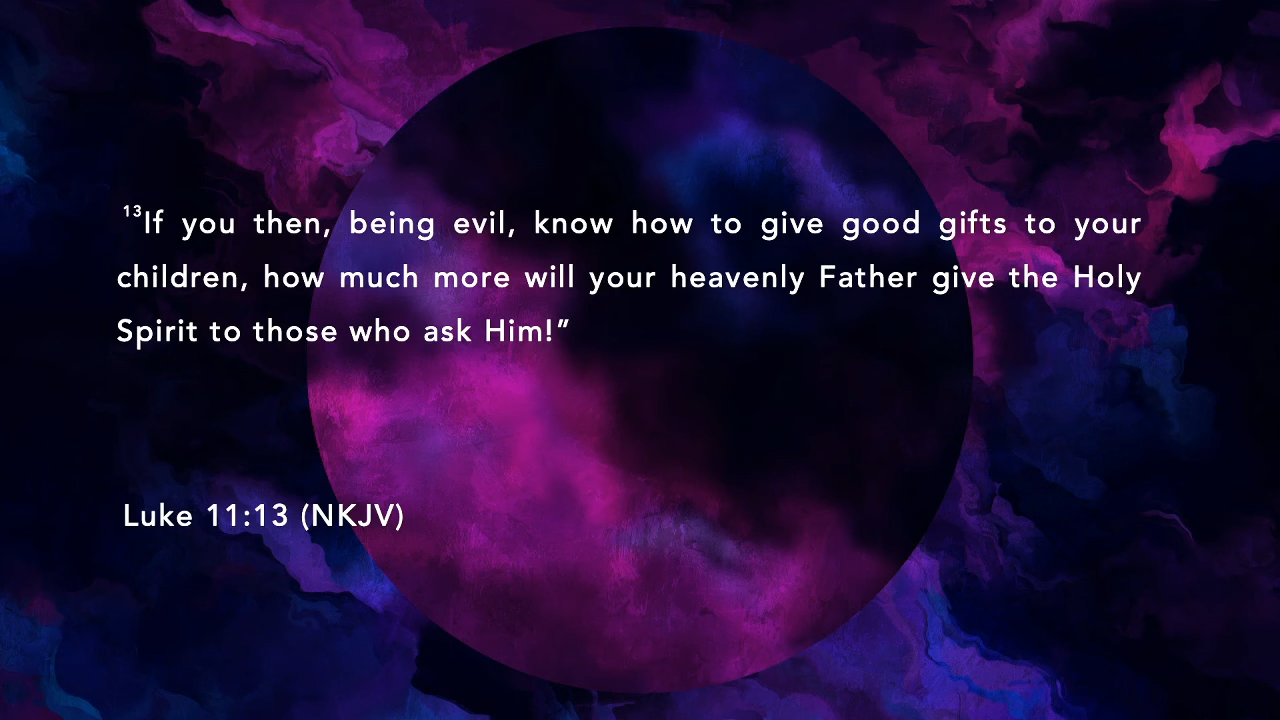 ¹³If you then, being evil, know how to give good gifts to your
children, how much more will your heavenly Father give the Holy
Spirit to those who ask Him!”
Luke 11:13 (NKJV)